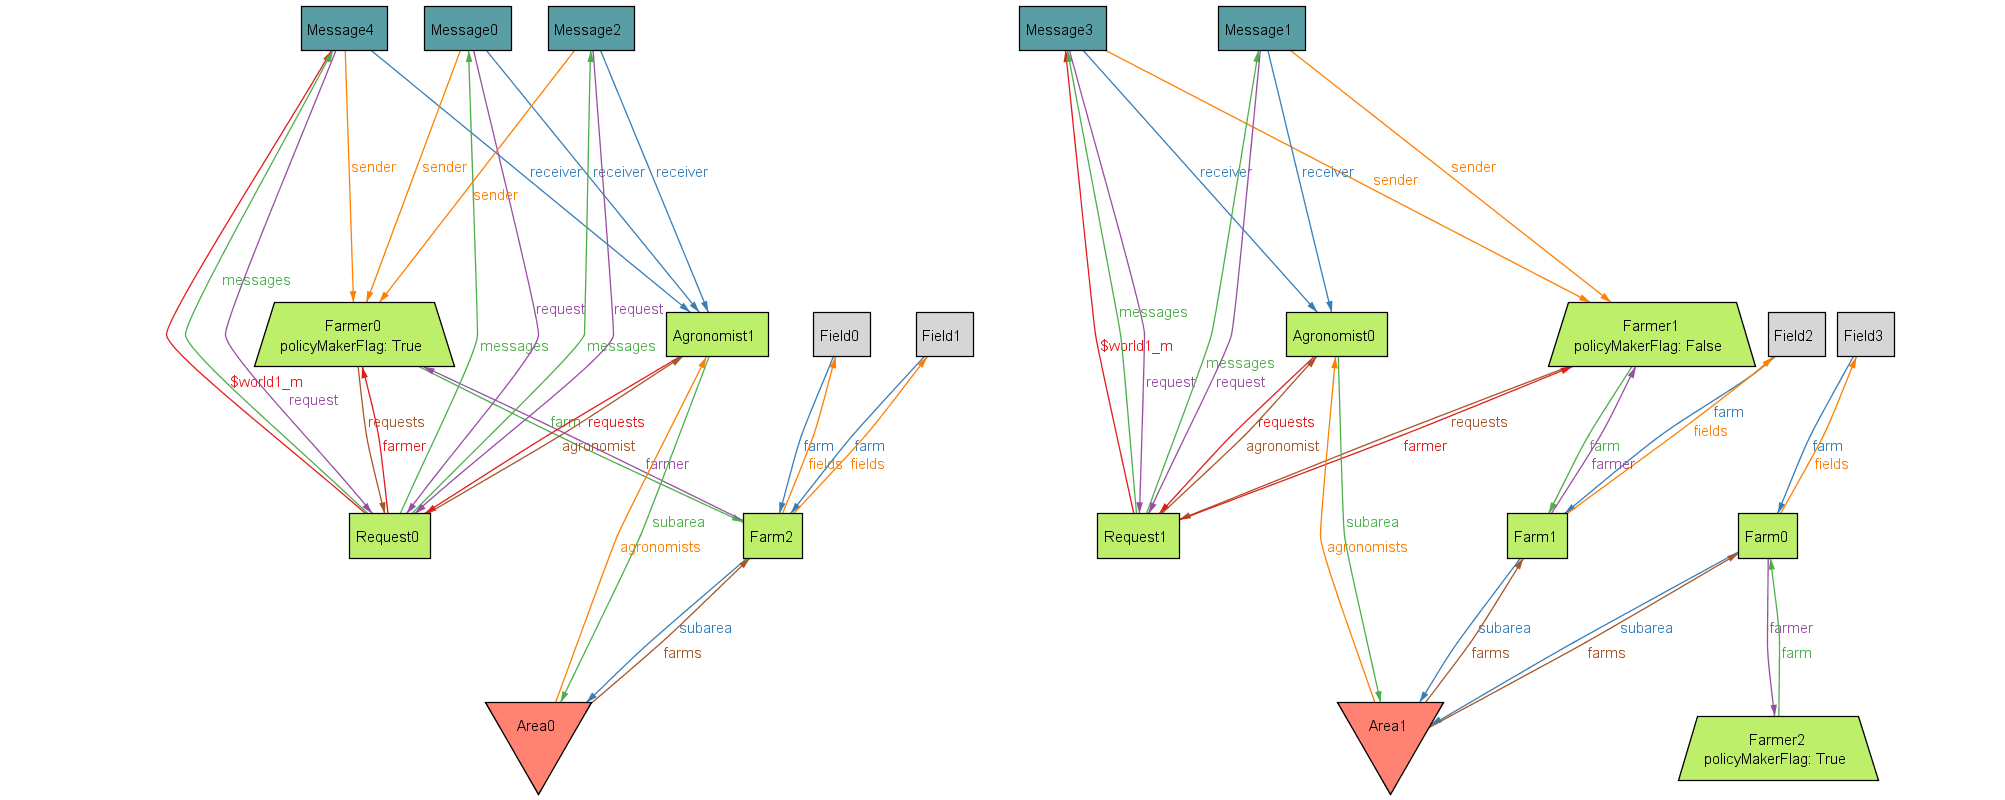 Message4
Message0
Message2
Message3
Message1
sender
sender
sender
receiver
receiver
receiver
receiver
receiver
sender
sender
messages
request
request
messages
messages
$world1_m
request
Farmer0
policyMakerFlag: True
Agronomist1
Field0
Field1
messages
$world1_m
request
messages
request
Agronomist0
Farmer1
policyMakerFlag: False
Field2
Field3
requests
farmer
farm
requests
agronomist
farmer
farm
fields
farm
fields
requests
agronomist
requests
farmer
farm
farmer
farm
fields
farm
fields
Request0
Farm2
Request1
Farm1
Farm0
subarea
agronomists
subarea
agronomists
subarea
farms
subarea
farms
subarea
farms
farmer
farm
Area0
Area1
Farmer2
policyMakerFlag: True